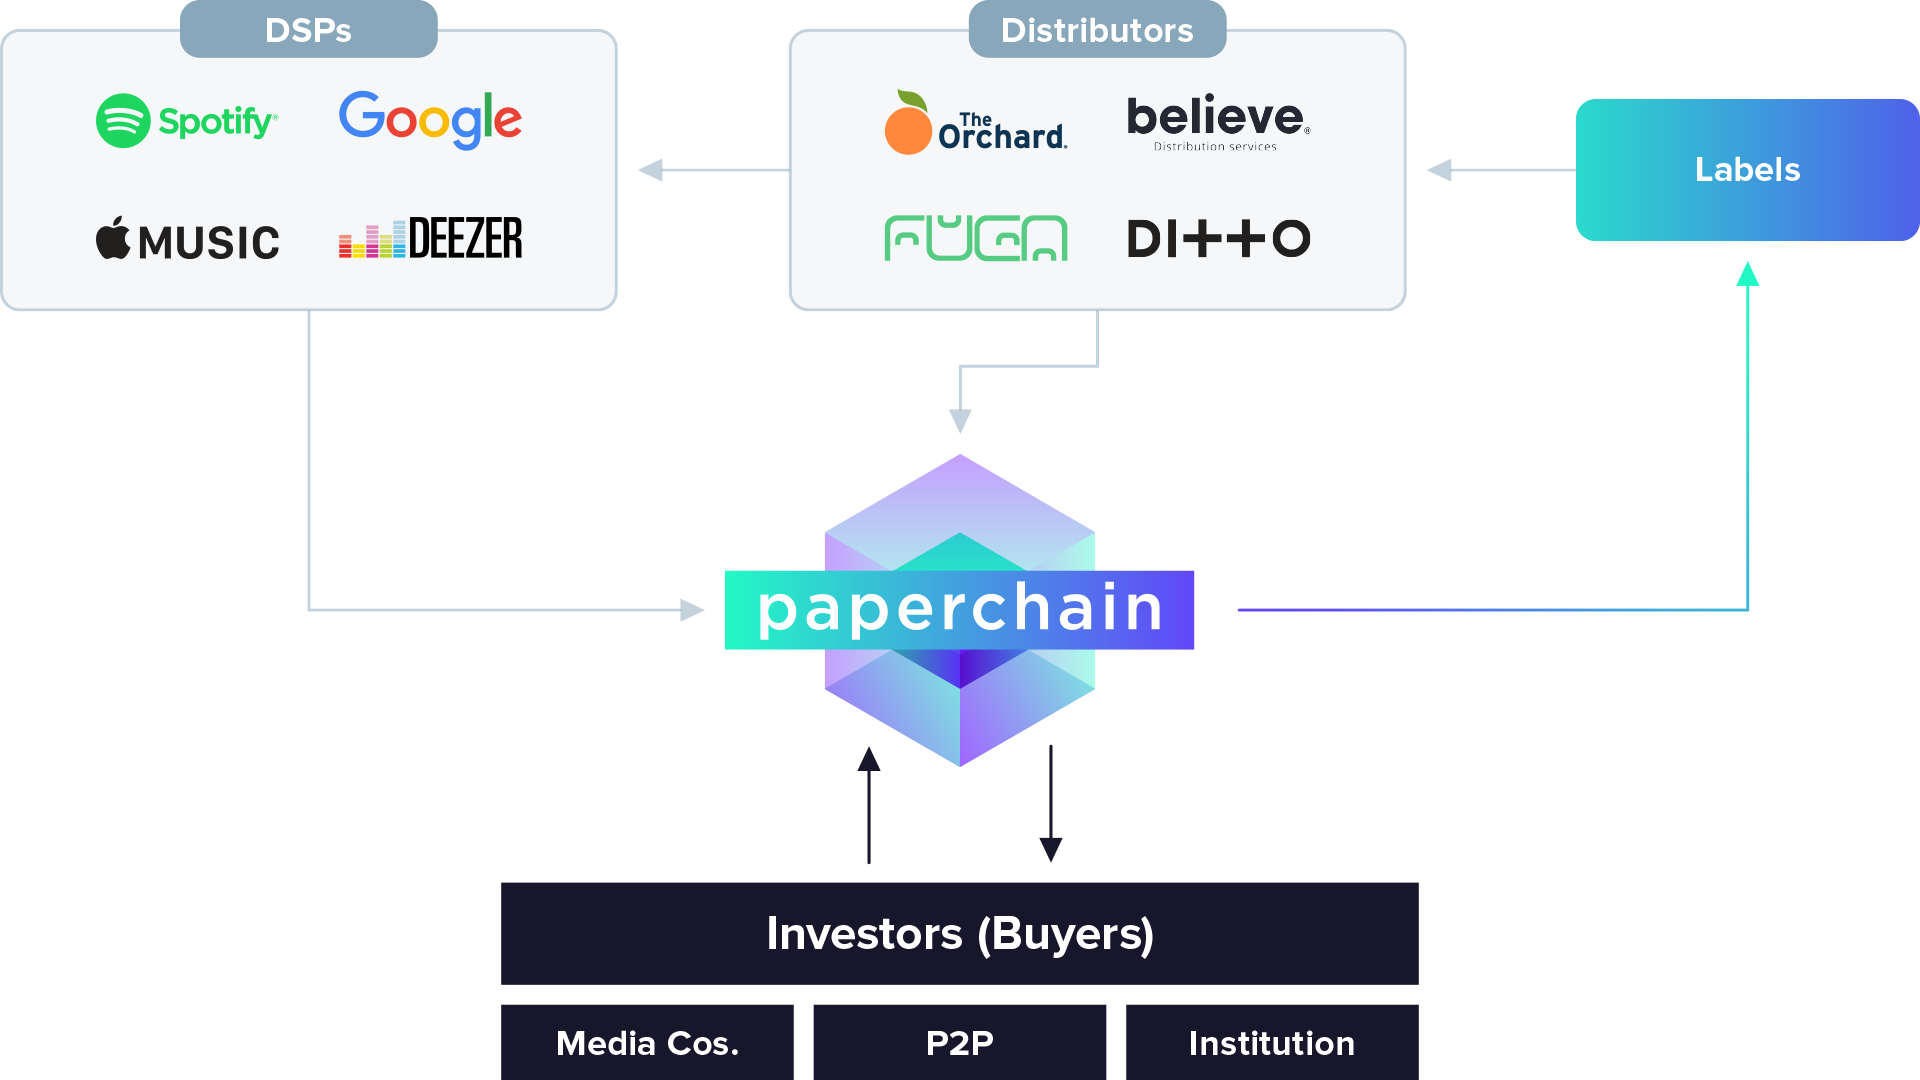 DSPs
Distributors
Spotify®
Google
The
Orchard.
believe®
Distribution services
Labels
MUSIC
DEEZER
FUGA
DITTO
paperchain
Investors (Buyers)
Media Cos.
P2P
Institution